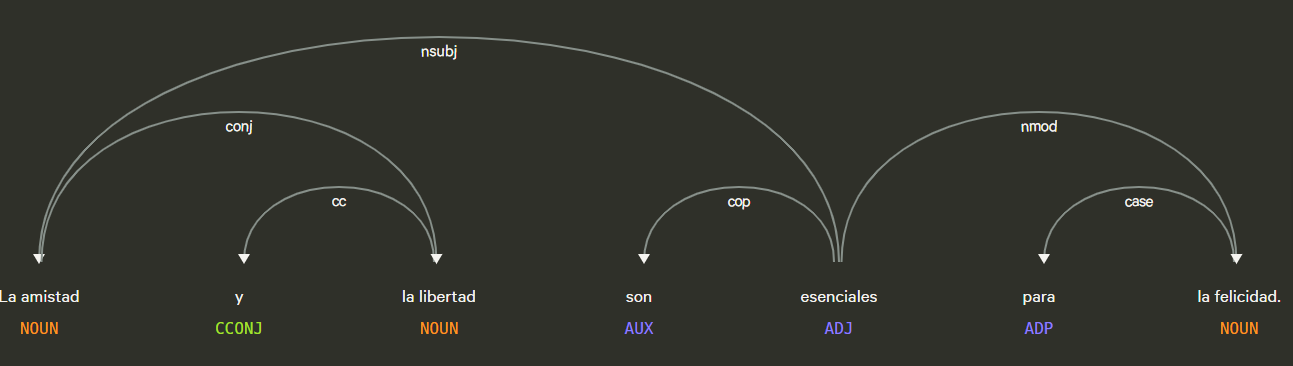 nsubj
conj
nmod
cc
cop
case
La amistad y la libertad son esenciales para la felicidad.
NOUN CCONJ NOUN AUX ADJ ADP NOUN